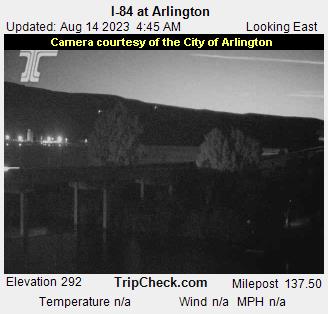 I-84 at Arlington
Updated: Aug 14 2023 4:45 AM Looking East
Camera courtesy of the City of Arlington
Elevation 292 TripCheck.com Milepost 137.50
Temperature n/a Wind n/a MPH n/a